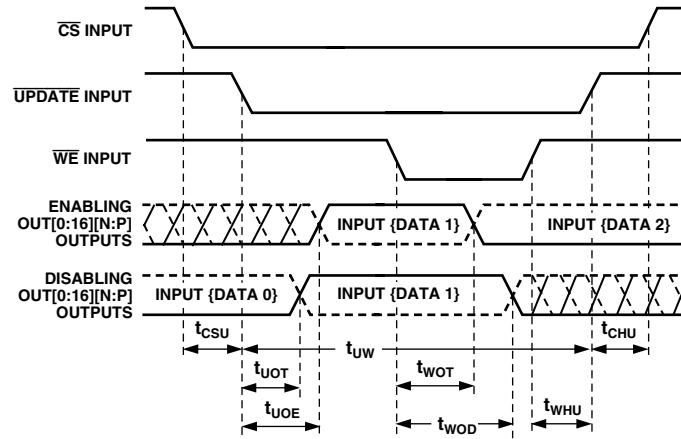 CS INPUT
UPDATE INPUT
WE INPUT
ENABLING
OUT[0:16][N:P]
OUTPUTS
INPUT {DATA 1}
INPUT {DATA 2}
DISABLING
OUT[0:16][N:P]
OUTPUTS
INPUT {DATA 0}
INPUT {DATA 1}
tCSU
tUW
tCHU
tUOT
tWOT
tUOE
tWOD
tWHU